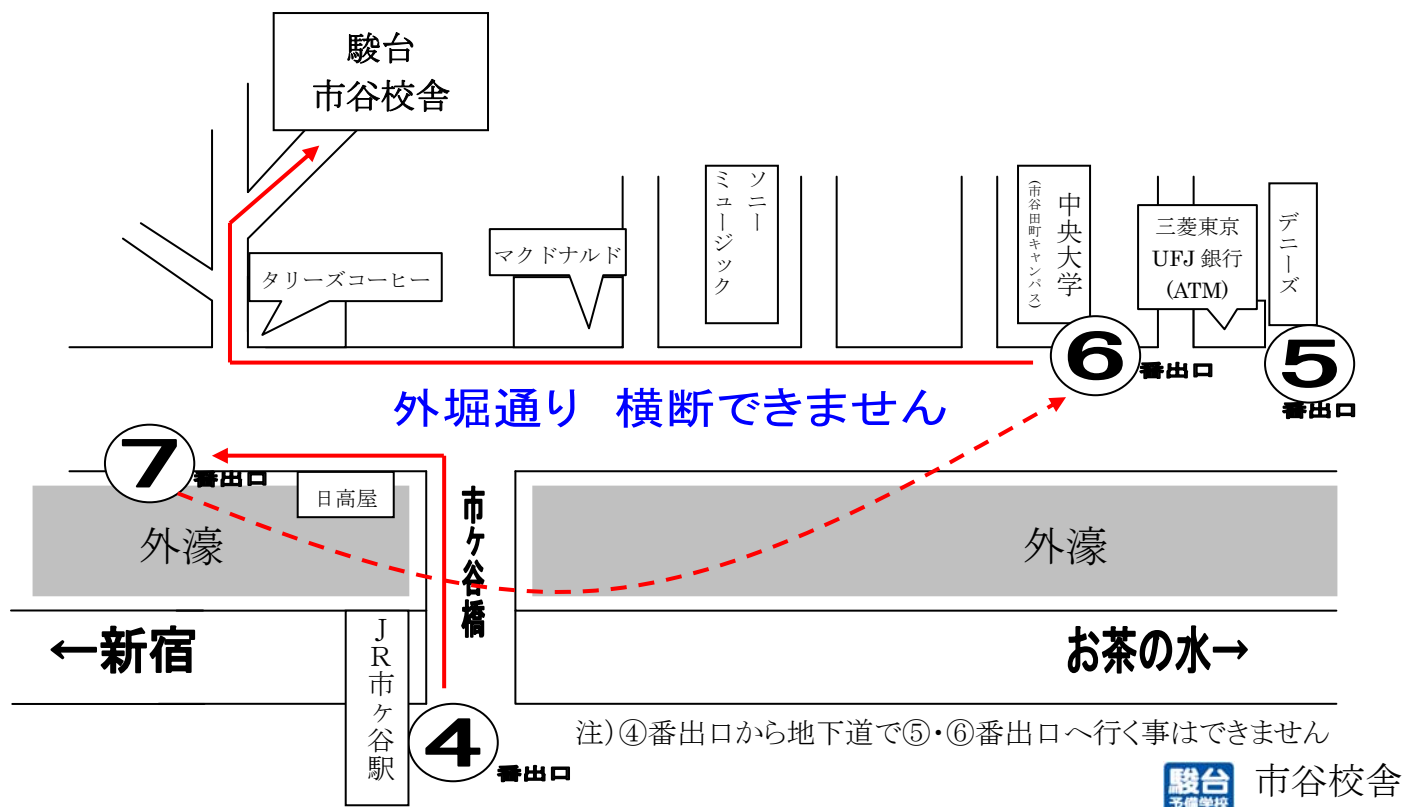 駿台
市谷校舎
タリーズコーヒー
マクドナルド
ソニー
ミュージック
中央大学
(市谷田町キャンパス)
三菱東京
UFJ 銀行
(ATM)
デニーズ
⑥番出口
⑤番出口
外堀通り 横断できません
⑦番出口
日高屋
市ケ谷橋
外濠
外濠
←新宿
JR市ヶ谷駅
お茶の水→
④番出口
注)④番出口から地下道で⑤・⑥番出口へ行く事はできません
駿台
予備学校
市谷校舎